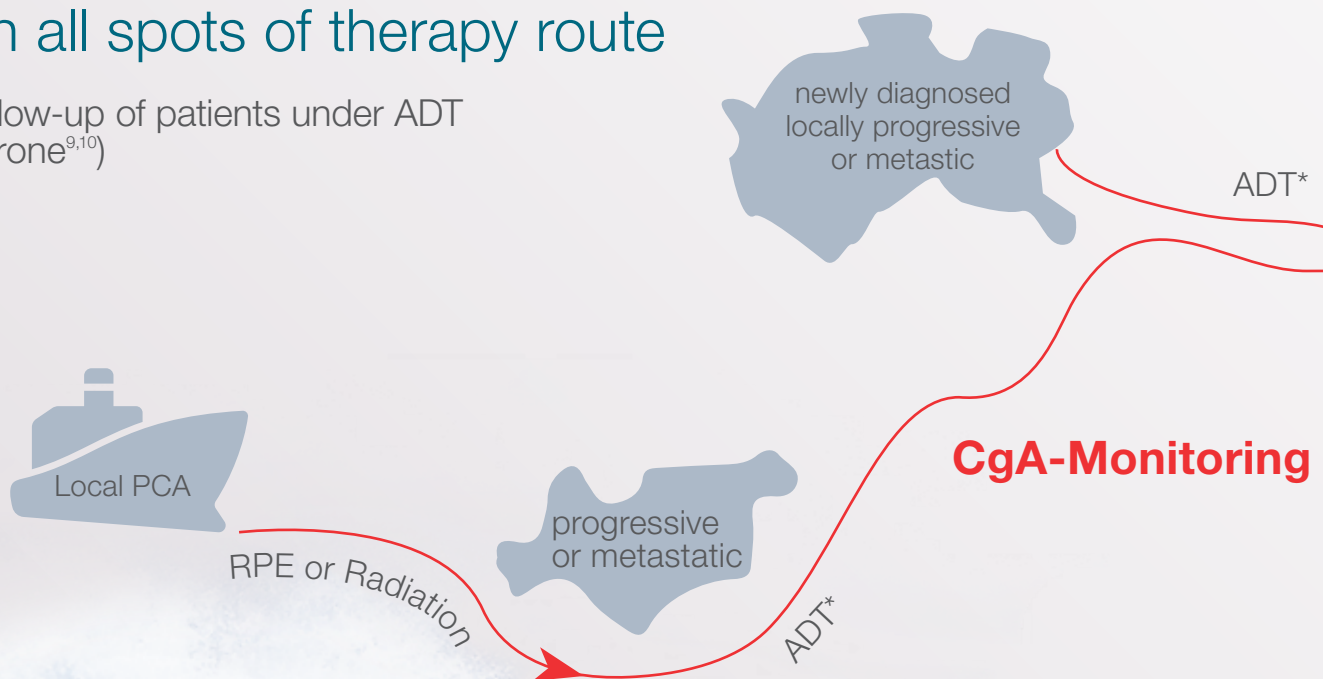 n all spots of therapy route
low-up of patients under ADT
rone9,10)
newly diagnosed
locally progressive
or metastic
ADT*
CgA-Monitoring
Local PCA
progressive
or metastatic
RPE or Radiation
ADT*